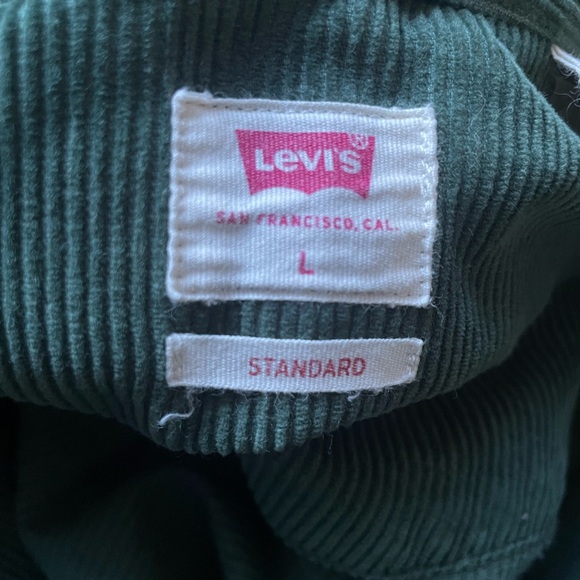 Levi's®
SAN FRANCISCO, CAL.
L
STANDARD